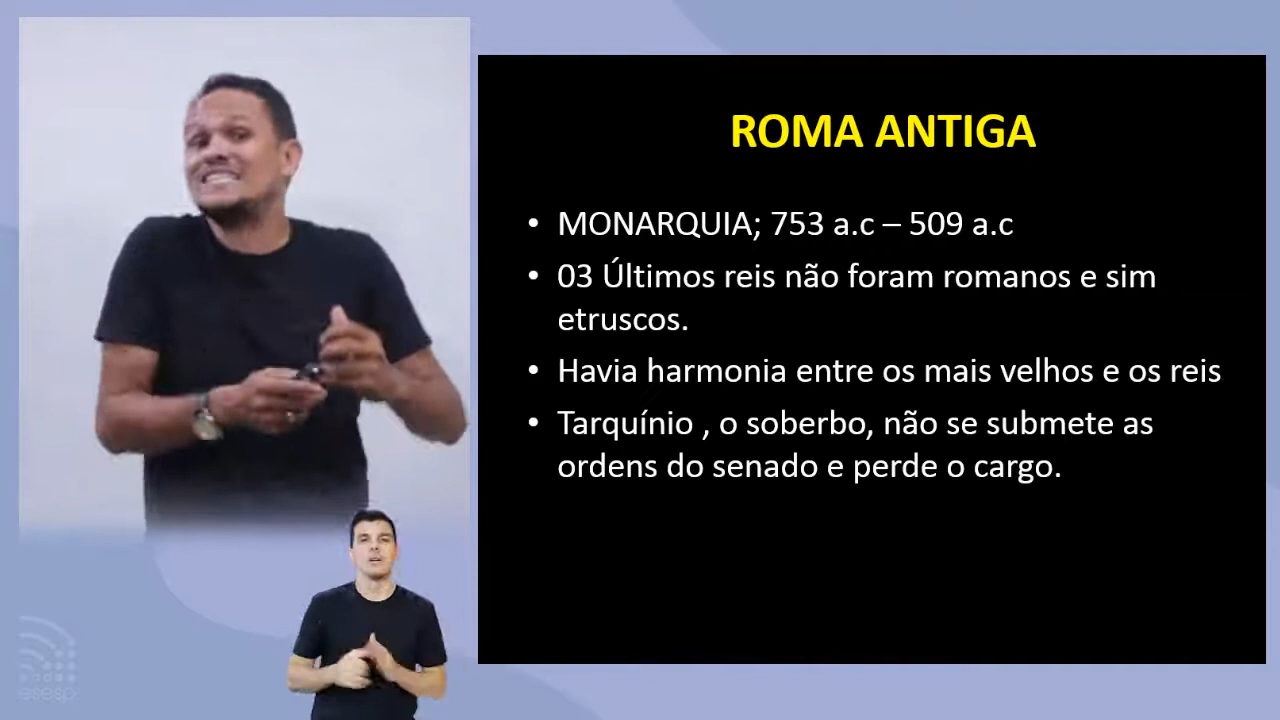 ROMA ANTIGA
• MONARQUIA; 753 a.c – 509 a.c
• 03 Últimos reis não foram romanos e sim
etruscos.
• Havia harmonia entre os mais velhos e os reis
• Tarquínio , o soberbo, não se submete as
ordens do senado e perde o cargo.
esesp